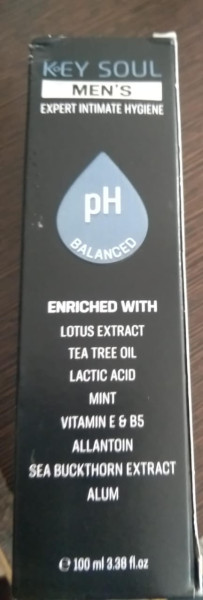 KEY SOUL
MEN'S
EXPERT INTIMATE HYGIENE
pH
BALANCED
ENRICHED WITH
LOTUS EXTRACT
TEA TREE OIL
LACTIC ACID
MINT
VITAMIN E & B5
ALLANTOIN
SEA BUCKTHORN EXTRACT
ALUM
℮ 100 ml 3.38 fl.oz